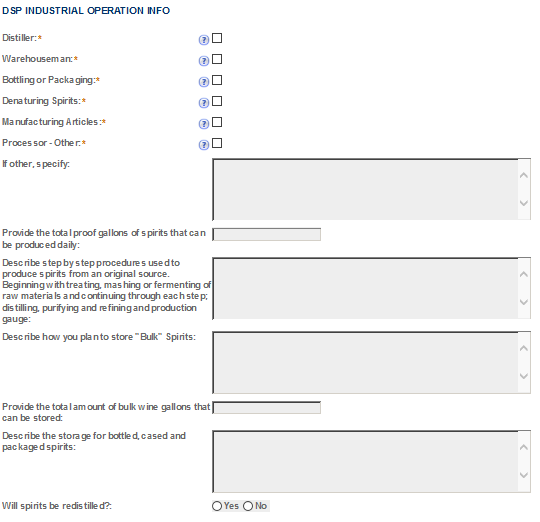 DSP INDUSTRIAL OPERATION INFO
Distiller:* ?
Warehouseman:* ?
Bottling or Packaging:* ?
Denaturing Spirits:* ?
Manufacturing Articles:* ?
Processor - Other:* ?
If other, specify:
Provide the total proof gallons of spirits that can
be produced daily:
Describe step by step procedures used to
produce spirits from an original source.
Beginning with treating, mashing or fermenting of
raw materials and continuing through each step;
distilling, purifying and refining and production
gauge:
Describe how you plan to store "Bulk" Spirits:
Provide the total amount of bulk wine gallons that
can be stored:
Describe the storage for bottled, cased and
packaged spirits:
Will spirits be redistilled?: Yes No